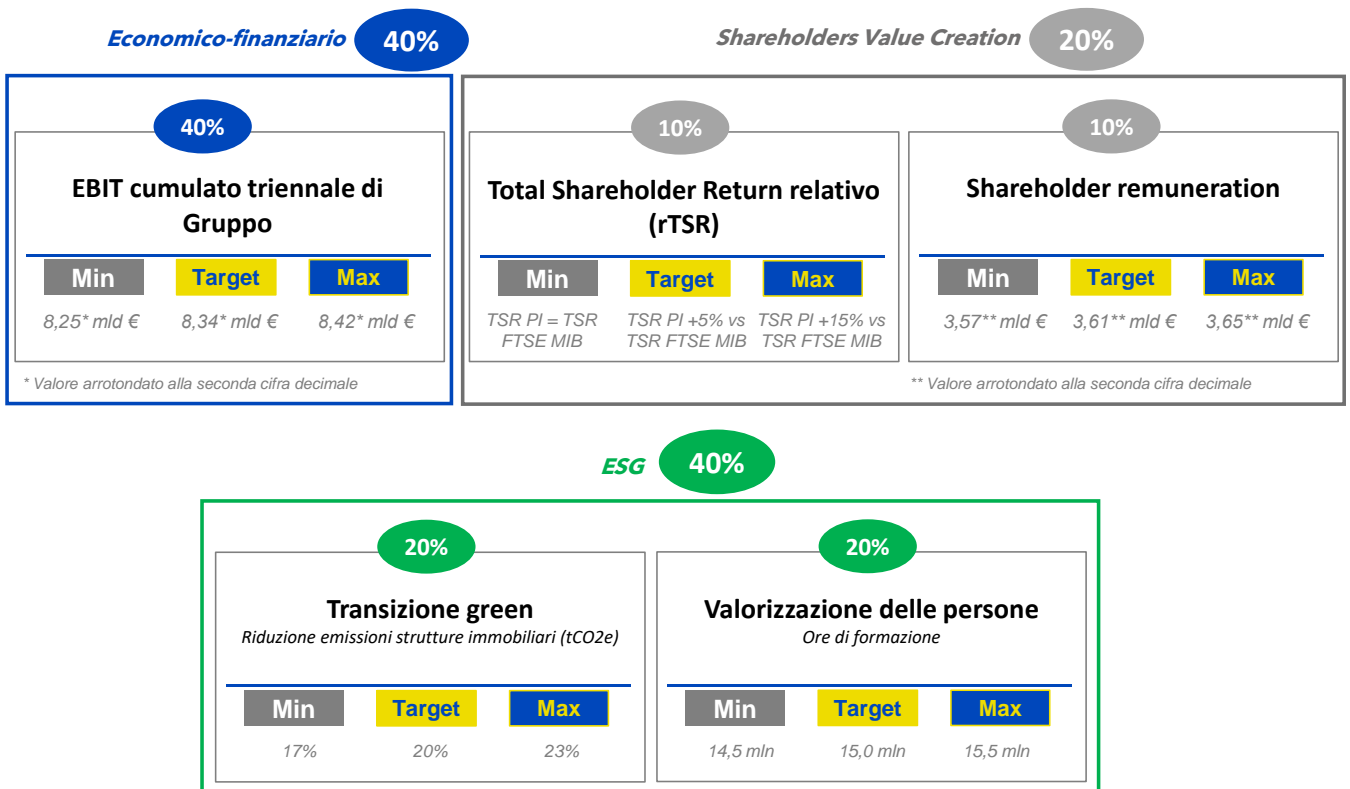 Economico-finanziario 40%
Shareholders Value Creation 20%
40%
EBIT cumulato triennale di
Gruppo
Min Target Max
8,25* mld € 8,34* mld € 8,42* mld €
* Valore arrotondato alla seconda cifra decimale
10%
Total Shareholder Return relativo
(rTSR)
Min Target Max
TSR PI = TSR TSR PI +5% vs TSR PI +15% vs
FTSE MIB TSR FTSE MIB TSR FTSE MIB
10%
Shareholder remuneration
Min Target Max
3,57** mld € 3,61** mld € 3,65** mld €
** Valore arrotondato alla seconda cifra decimale
ESG 40%
20%
Transizione green
Riduzione emissioni strutture immobiliari (tCO2e)
Min Target Max
17% 20% 23%
20%
Valorizzazione delle persone
Ore di formazione
Min Target Max
14,5 mln 15,0 mln 15,5 mln